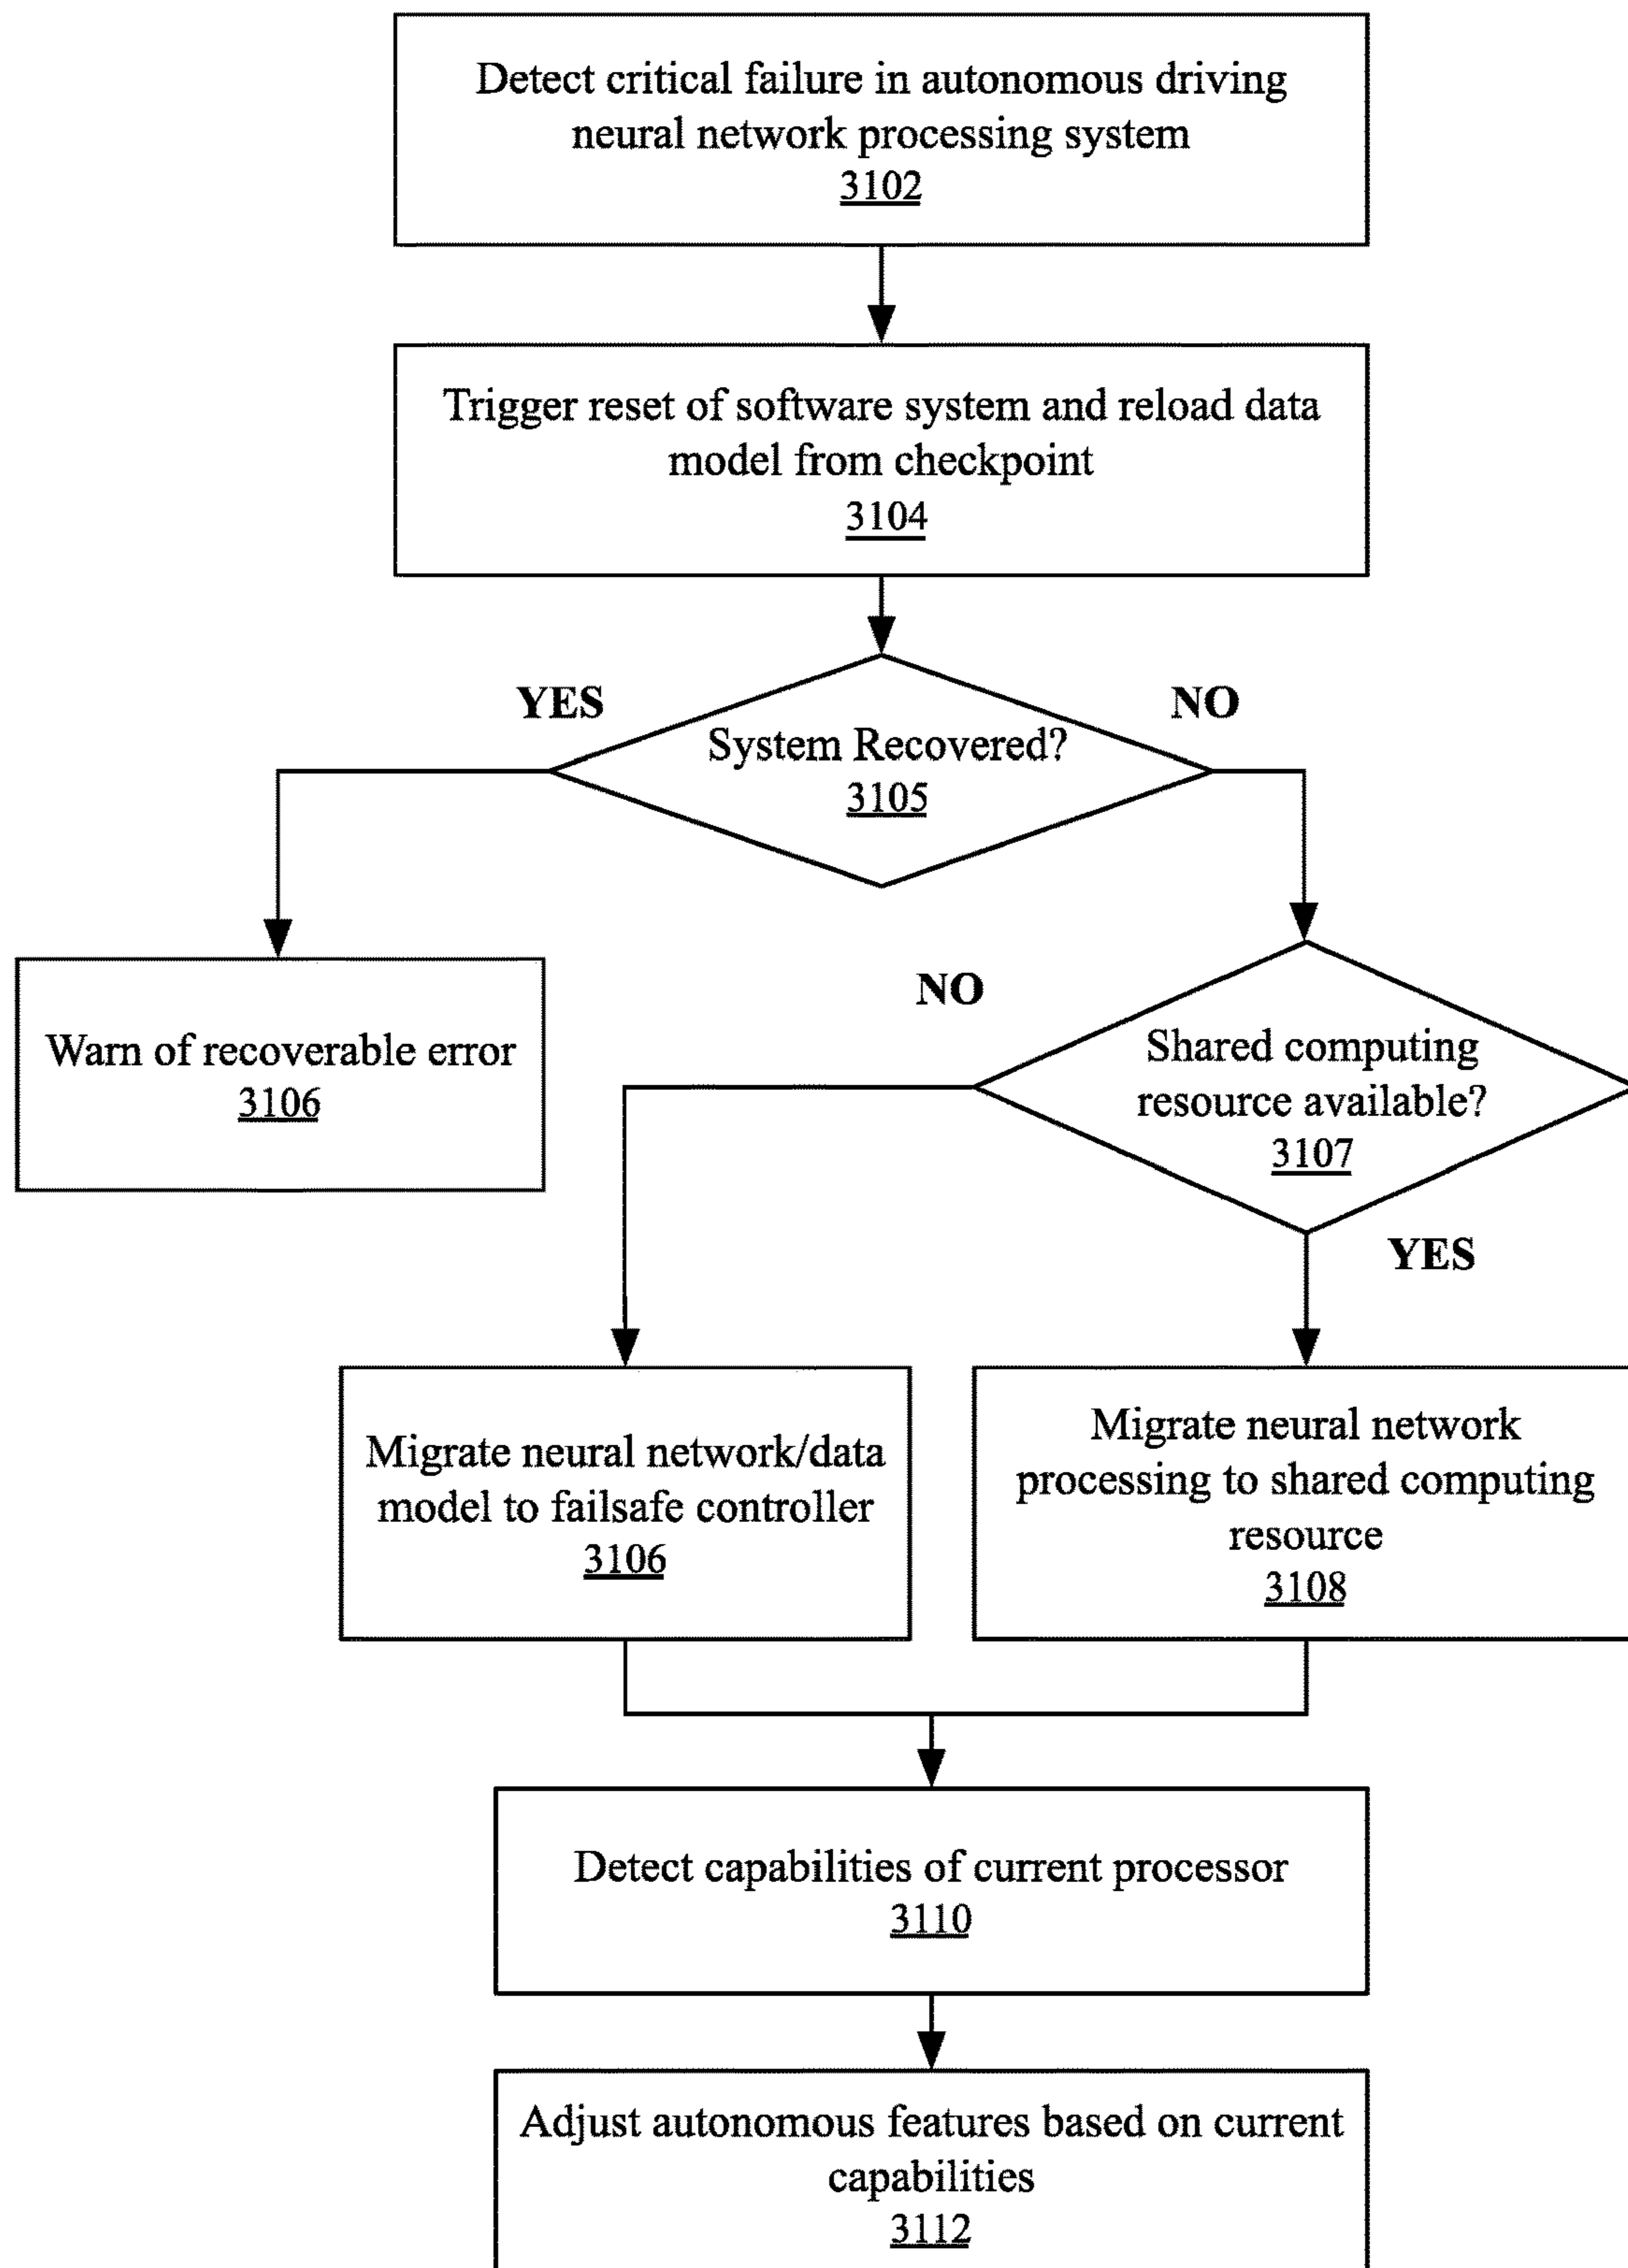 Detect critical failure in autonomous driving
neural network processing system
3102
Trigger reset of software system and reload data
model from checkpoint
3104
YES
NO
System Recovered?
3105
Warn of recoverable error
3106
NO
Shared computing
resource available?
3107
YES
Migrate neural network/data
model to failsafe controller
3106
Migrate neural network
processing to shared computing
resource
3108
Detect capabilities of current processor
3110
Adjust autonomous features based on current
capabilities
3112